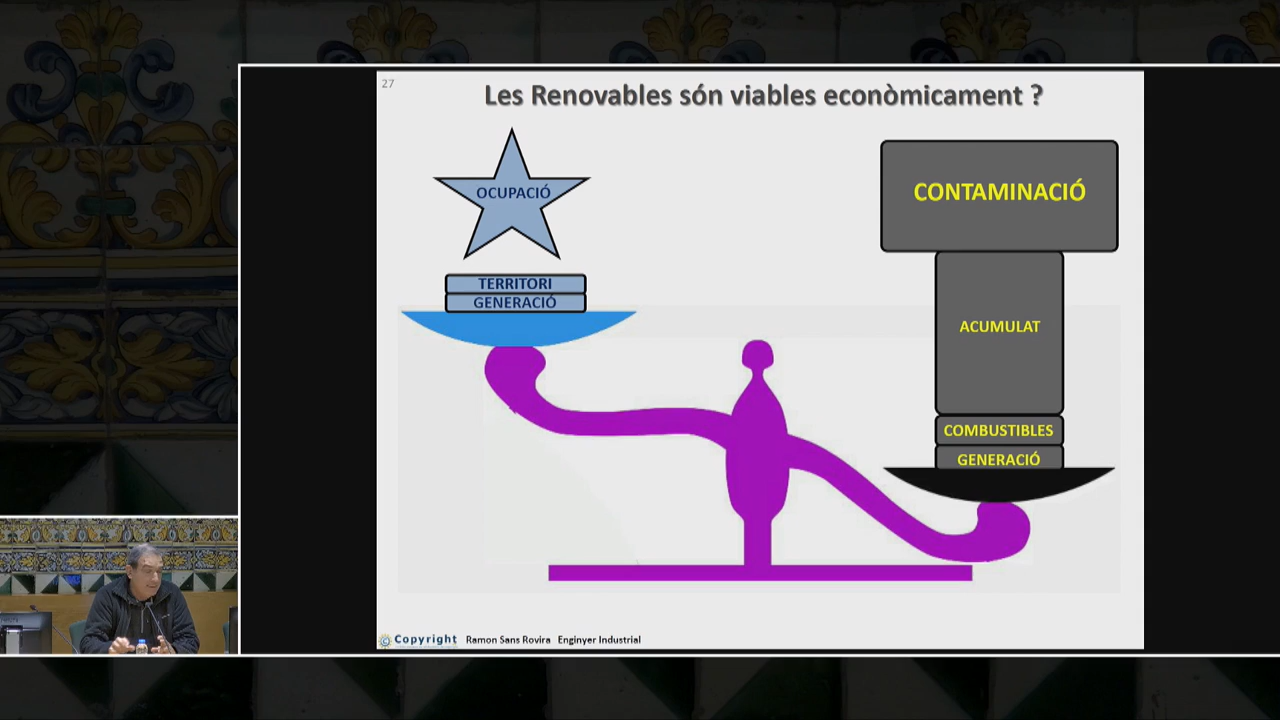 27
Les Renovables són viables econòmicament ?
OCUPACIÓ
TERRITORI
GENERACIÓ
CONTAMINACIÓ
ACUMULAT
COMBUSTIBLES
GENERACIÓ
Copyright Ramon Sans Rovira Enginyer Industrial